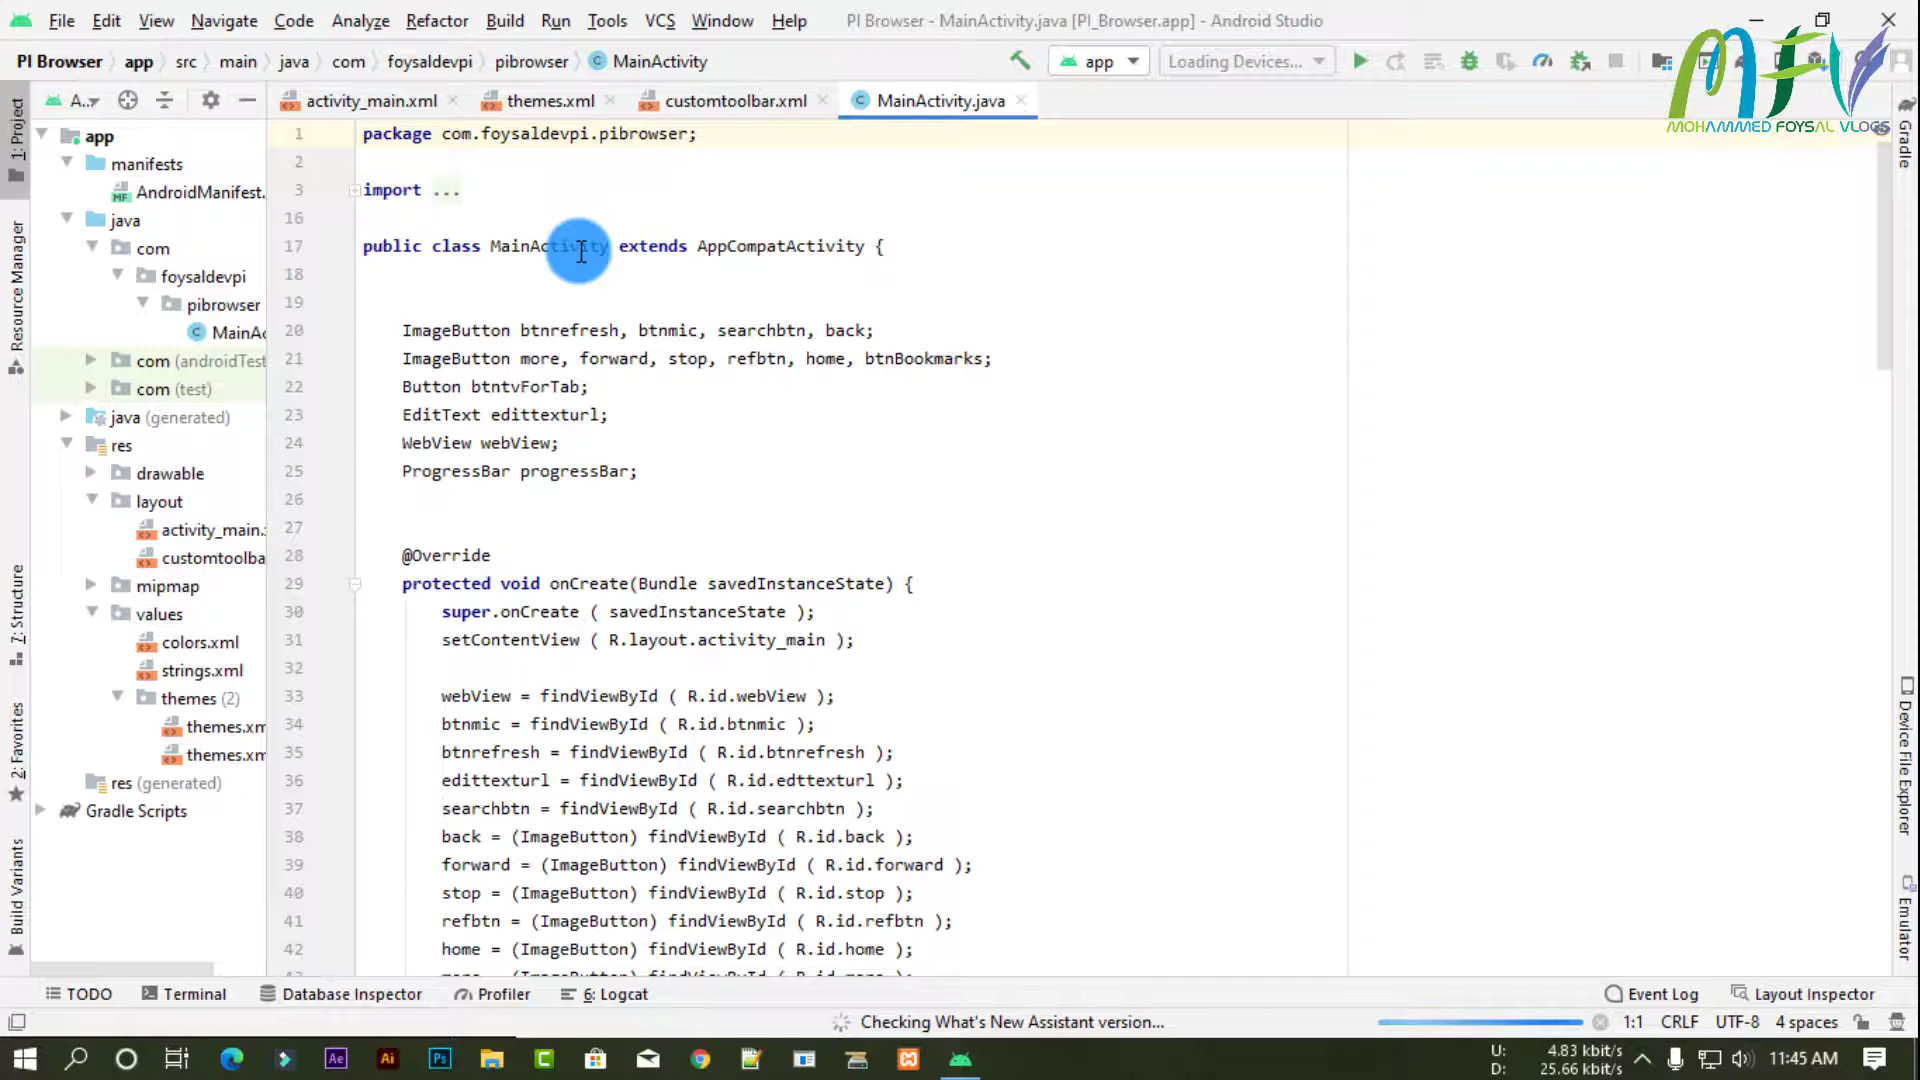 File Edit View Navigate Code Analyze Refactor Build Run Tools VCS Window Help PI Browser - MainActivity.java [PI_Browser.app] - Android Studio
PI Browser app src main java com foysaldevpi pibrowser MainActivity app Loading Devices...
MFV
MOHAMMED FOYSAL VLOGS
A.. activity_main.xml themes.xml customtoolbar.xml MainActivity.java
1: Project
Resource Manager
7: Structure
2: Favorites
Build Variants
app
manifests
AndroidManifest.
java
com
foysaldevpi
pibrowser
MainAc
com (androidTest
com (test)
java (generated)
res
drawable
layout
activity_main.
customtoolba
mipmap
values
colors.xml
strings.xml
themes (2)
themes.xm
themes.xm
res (generated)
Gradle Scripts
1 package com.foysaldevpi.pibrowser;
2
3 import ...
16
17 public class MainActivity extends AppCompatActivity {
18
19
20 ImageButton btnrefresh, btnmic, searchbtn, back;
21 ImageButton more, forward, stop, refbtn, home, btnBookmarks;
22 Button btntvForTab;
23 EditText edittexturl;
24 WebView webView;
25 ProgressBar progressBar;
26
27
28 @Override
29 protected void onCreate(Bundle savedInstanceState) {
30 super.onCreate ( savedInstanceState );
31 setContentView ( R.layout.activity_main );
32
33 webView = findViewById ( R.id.webView );
34 btnmic = findViewById ( R.id.btnmic );
35 btnrefresh = findViewById ( R.id.btnrefresh );
36 edittexturl = findViewById ( R.id.edttexturl );
37 searchbtn = findViewById ( R.id.searchbtn );
38 back = (ImageButton) findViewById ( R.id.back );
39 forward = (ImageButton) findViewById ( R.id.forward );
40 stop = (ImageButton) findViewById ( R.id.stop );
41 refbtn = (ImageButton) findViewById ( R.id.refbtn );
42 home = (ImageButton) findViewById ( R.id.home );
Gradle
Device File Explorer
Emulator
TODO Terminal Database Inspector Profiler 6: Logcat Event Log Layout Inspector
Checking What's New Assistant version... 1:1 CRLF UTF-8 4 spaces
Ae Ai Ps C
U: 4.83 kbit/s
D: 25.66 kbit/s
11:45 AM